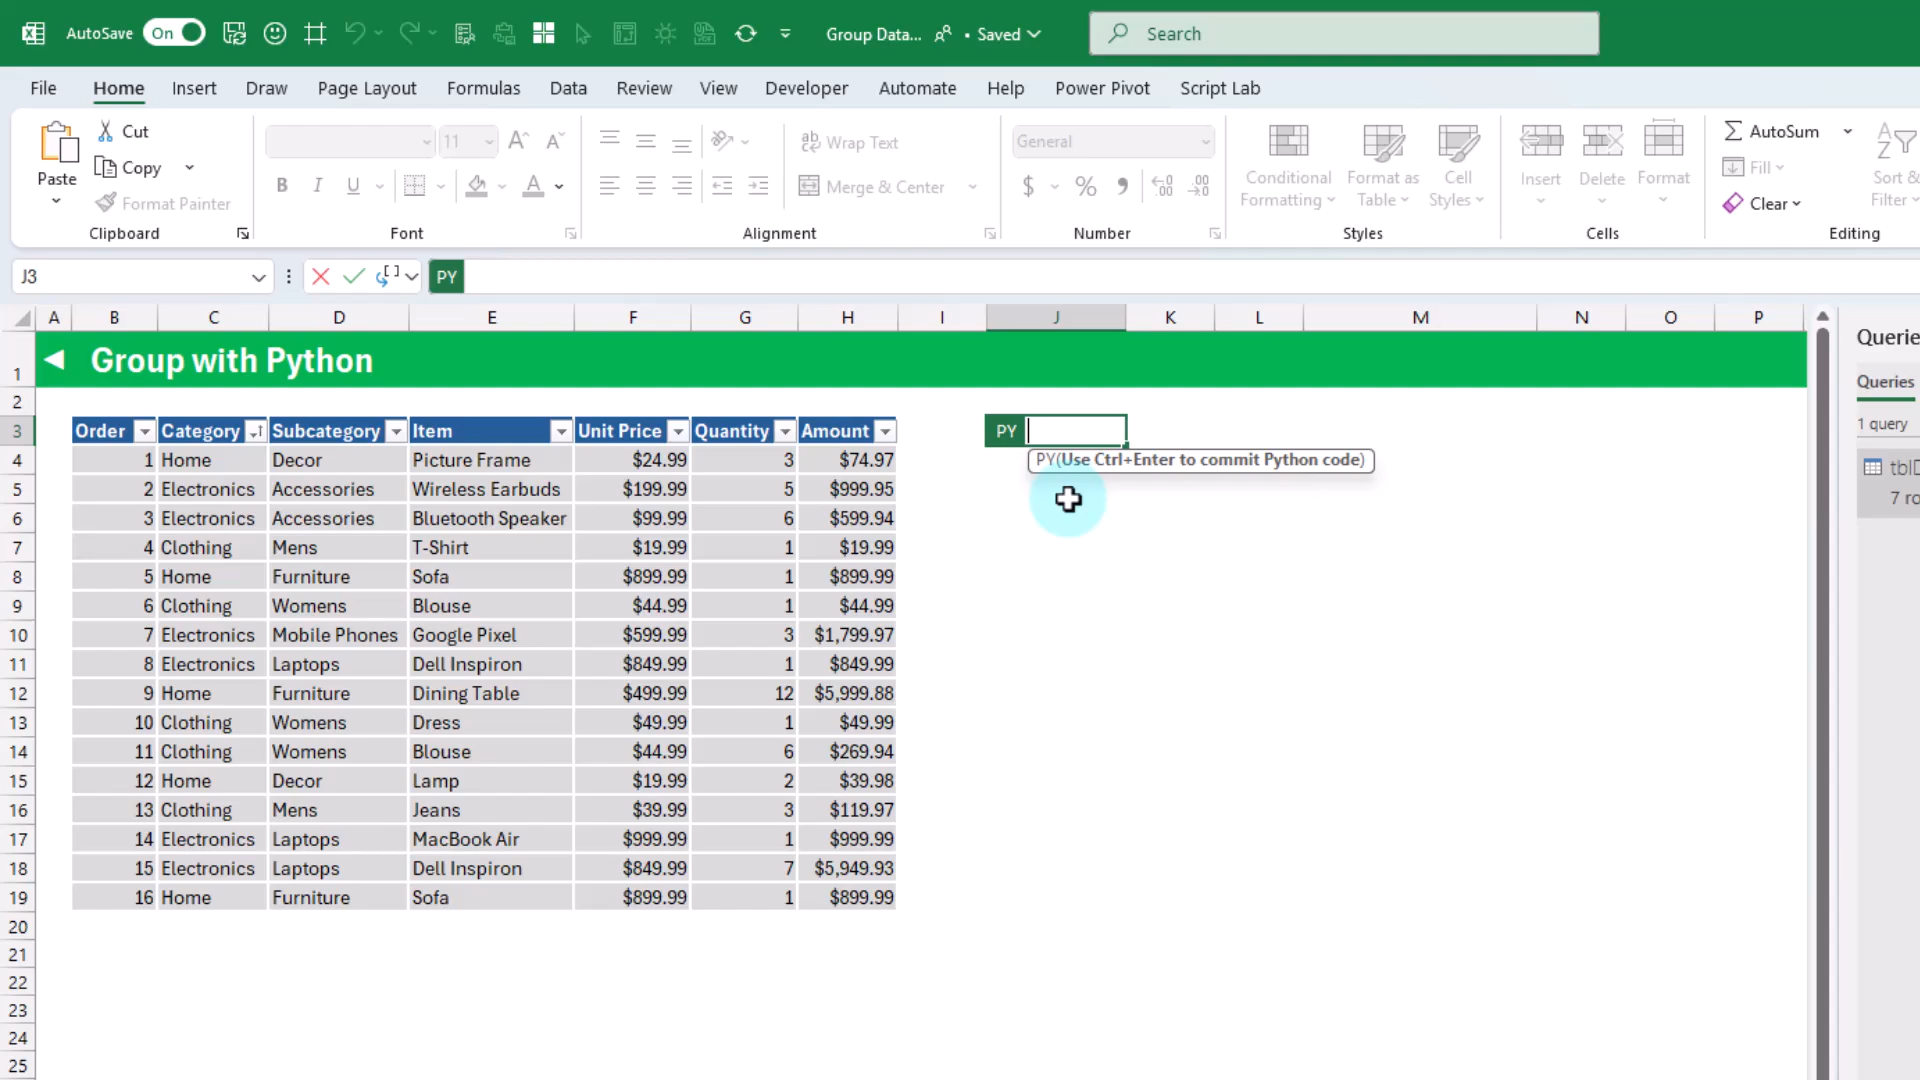 AutoSave On Group Data... • Saved Search
File Home Insert Draw Page Layout Formulas Data Review View Developer Automate Help Power Pivot Script Lab
Paste Cut Copy Format Painter
Clipboard
11
B I U A
Font
Wrap Text
Merge & Center
Alignment
General
$ % 9
Number
Conditional Formatting
Format as Table
Cell Styles
Styles
Insert Delete Format
Cells
AutoSum
Fill
Clear
Sort &
Filter
Editing
J3 PY
A B C D E F G H I J K L M N O P
1 Group with Python
2
3 Order Category Subcategory Item Unit Price Quantity Amount PY
PY(Use Ctrl+Enter to commit Python code)
4 1 Home Decor Picture Frame $24.99 3 $74.97
5 2 Electronics Accessories Wireless Earbuds $199.99 5 $999.95
6 3 Electronics Accessories Bluetooth Speaker $99.99 6 $599.94
7 4 Clothing Mens T-Shirt $19.99 1 $19.99
8 5 Home Furniture Sofa $899.99 1 $899.99
9 6 Clothing Womens Blouse $44.99 1 $44.99
10 7 Electronics Mobile Phones Google Pixel $599.99 3 $1,799.97
11 8 Electronics Laptops Dell Inspiron $849.99 1 $849.99
12 9 Home Furniture Dining Table $499.99 12 $5,999.88
13 10 Clothing Womens Dress $49.99 1 $49.99
14 11 Clothing Womens Blouse $44.99 6 $269.94
15 12 Home Decor Lamp $19.99 2 $39.98
16 13 Clothing Mens Jeans $39.99 3 $119.97
17 14 Electronics Laptops MacBook Air $999.99 1 $999.99
18 15 Electronics Laptops Dell Inspiron $849.99 7 $5,949.93
19 16 Home Furniture Sofa $899.99 1 $899.99
20
21
22
23
24
25
Querie
Queries
1 query
7 ro